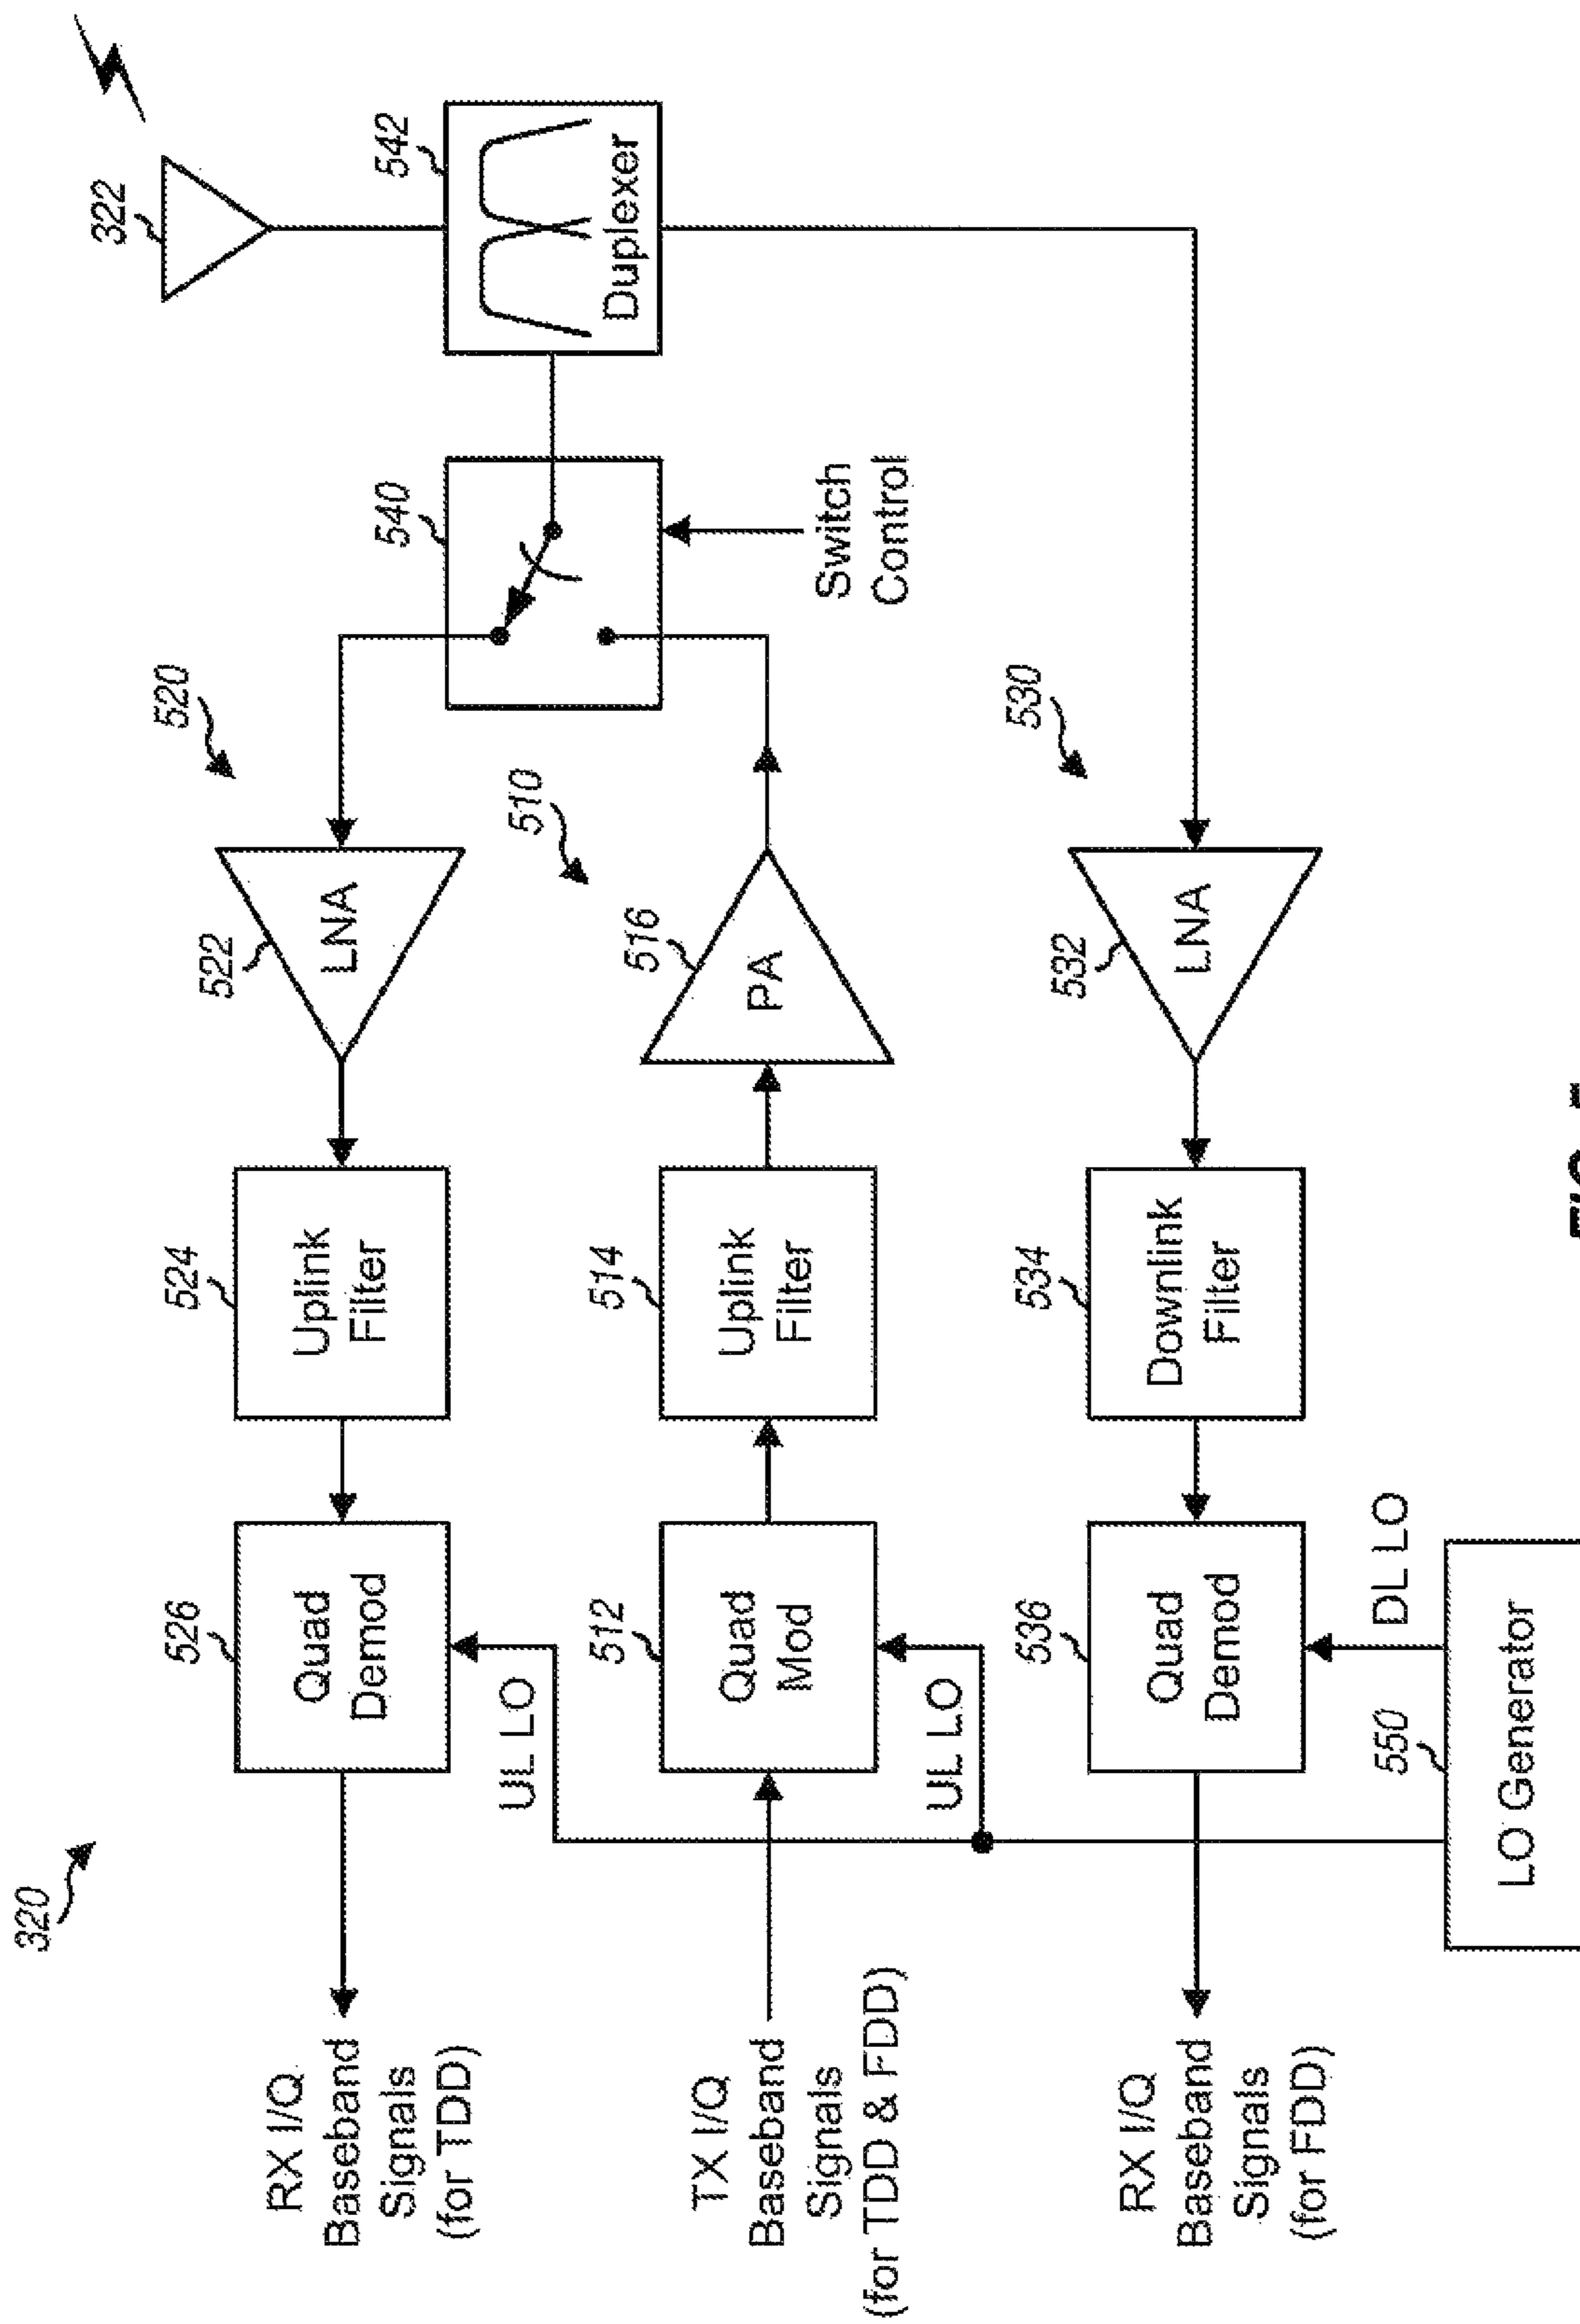 320
322
RX I/Q
Baseband
Signals
(for TDD)
526
Quad
Demod
524
Uplink
Filter
522
LNA
520
540
542
Duplexer
UL LO
TX I/Q
Baseband
Signals
(for TDD & FDD)
512
Quad
Mod
514
Uplink
Filter
516
PA
510
Switch
Control
UL LO
RX I/Q
Baseband
Signals
(for FDD)
536
Quad
Demod
534
Downlink
Filter
532
LNA
530
DL LO
550
LO Generator